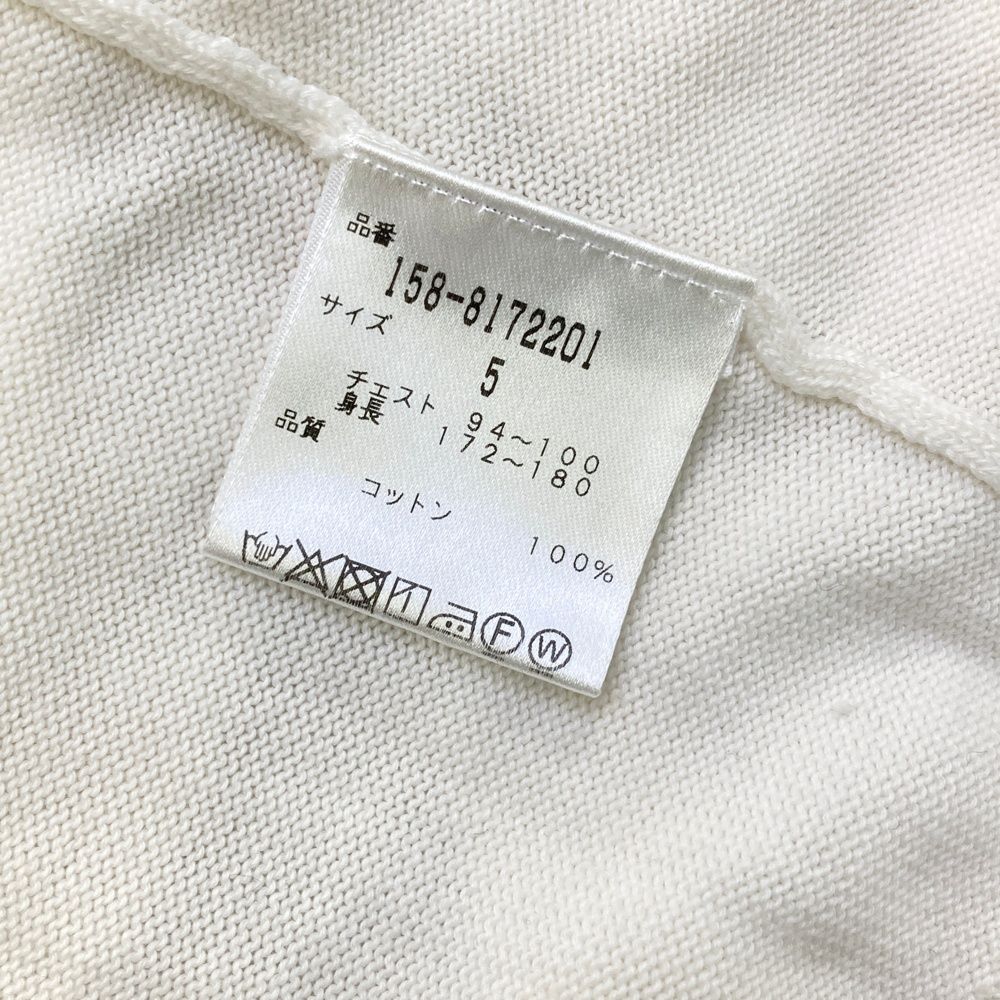 品番
158-8172201
サイズ
5
チェスト 94~100
身長 172~180
品質
コットン 100%
F W